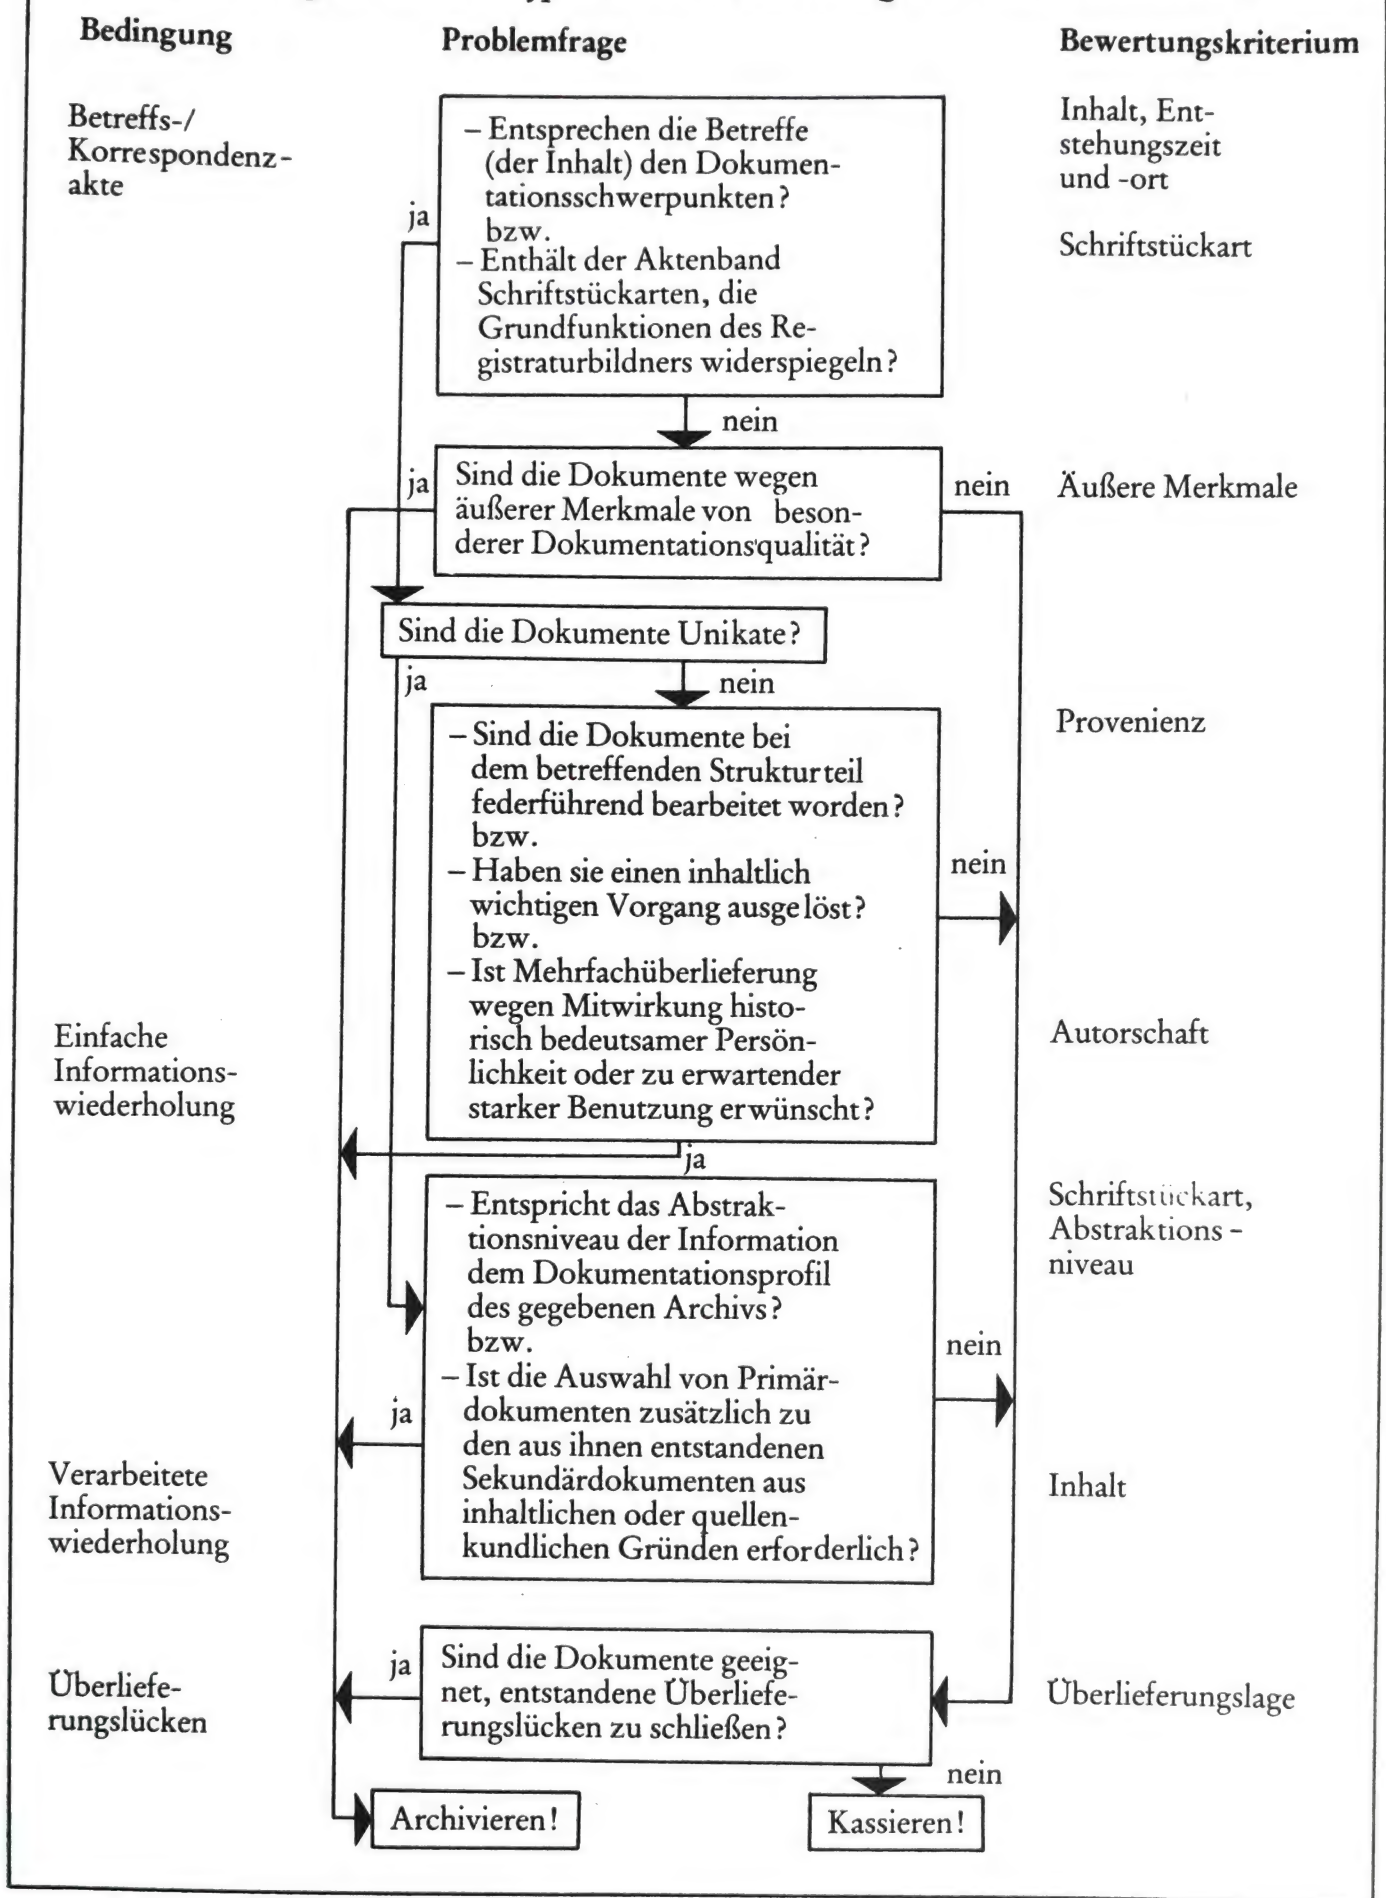 Bedingung
Problemfrage
Bewertungskriterium
Betreffs-/
Korrespondenz-
akte
– Entsprechen die Betreffe
(der Inhalt) den Dokumen-
tationsschwerpunkten?
bzw.
– Enthält der Aktenband
Schriftstückarten, die
Grundfunktionen des Re-
gistraturbildners widerspiegeln?
Inhalt, Ent-
stehungszeit
und -ort
Schriftstückart
ja
nein
ja
Sind die Dokumente wegen
äußerer Merkmale von beson-
derer Dokumentationsqualität?
nein
Äußere Merkmale
Sind die Dokumente Unikate?
ja
nein
– Sind die Dokumente bei
dem betreffenden Strukturteil
federführend bearbeitet worden?
bzw.
– Haben sie einen inhaltlich
wichtigen Vorgang ausgelöst?
bzw.
– Ist Mehrfachüberlieferung
wegen Mitwirkung histo-
risch bedeutsamer Persön-
lichkeit oder zu erwartender
starker Benutzung erwünscht?
nein
Provenienz
Autorschaft
Einfache
Informations-
wiederholung
ja
– Entspricht das Abstrak-
tionsniveau der Information
dem Dokumentationsprofil
des gegebenen Archivs?
bzw.
– Ist die Auswahl von Primär-
dokumenten zusätzlich zu
den aus ihnen entstandenen
Sekundärdokumenten aus
inhaltlichen oder quellen-
kundlichen Gründen erforderlich?
ja
nein
Schriftstückart,
Abstraktions-
niveau
Inhalt
Verarbeitete
Informations-
wiederholung
Überliefe-
rungslücken
ja
Sind die Dokumente geeig-
net, entstandene Überliefe-
rungslücken zu schließen?
Überlieferungslage
nein
Archivieren!
Kassieren!